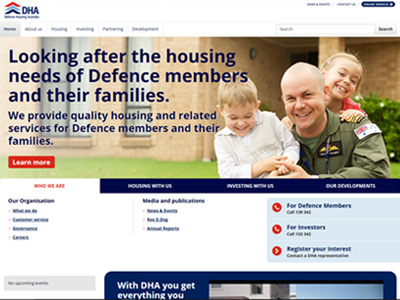 DHA
Defence Housing Australia
NEWS & EVENTS
CONTACT US
ONLINE SERVICES
Home
About us
Housing
Investing
Partnering
Development
Search
Search
Looking after the housing
needs of Defence members
and their families.
We provide quality housing and related
services for Defence members and their
families.
Learn more
WHO WE ARE
HOUSING WITH US
INVESTING WITH US
OUR DEVELOPMENTS
Our Organisation
What we do
Customer service
Governance
Careers
Media and publications
News & Events
Roo D.Dog
Annual Reports
For Defence Members
Call 139 342
For Investors
Call 133 342
Register your interest
Contact a DHA representative
No upcoming events.
With DHA you get
everything you